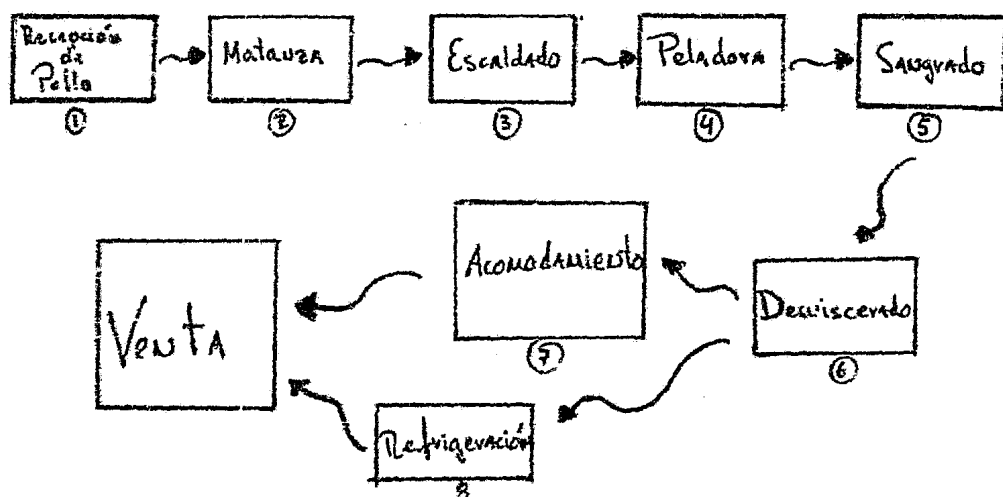 Recepción
de
Pollo
Matanza
Escaldado
Peladora
Sangrado
1
2
3
4
5
Acomodamiento
Desviscerado
Venta
7
6
Refrigeración
8